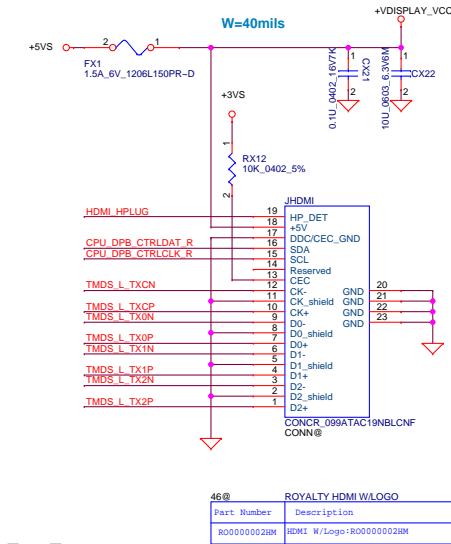 W=40mils
+VDISPLAY_VCC
+5VS
2
1
FX1
1.5A_6V_1206L150PR-D
1
2
0.1U_0402_16V7K
CX21
1
2
10U_0603_6.3V6M
CX22
+3VS
1
2
RX12
10K_0402_5%
JHDMI
HDMI_HPLUG 19 HP_DET
18 +5V
17 DDC/CEC_GND
CPU_DPB_CTRLDAT_R 16 SDA
CPU_DPB_CTRLCLK_R 15 SCL
14 Reserved
13 CEC
TMDS_L_TXCN 12 CK- GND 20
11 CK_shield GND 21
TMDS_L_TXCP 10 CK+ GND 22
TMDS_L_TX0N 9 D0- GND 23
8 D0_shield
TMDS_L_TX0P 7 D0+
TMDS_L_TX1N 6 D1-
5 D1_shield
TMDS_L_TX1P 4 D1+
TMDS_L_TX2N 3 D2-
2 D2_shield
TMDS_L_TX2P 1 D2+
CONCR_099ATAC19NBLCNF
CONN@
46@ ROYALTY HDMI W/LOGO
Part Number Description
RO0000002HM HDMI W/Logo:RO0000002HM